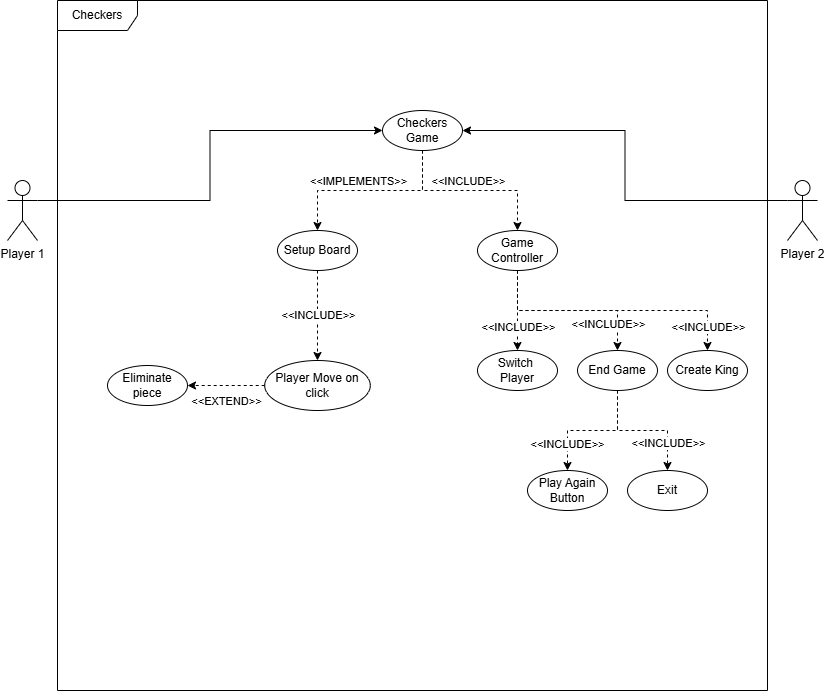 Checkers
Checkers
Game
<<IMPLEMENTS>>
<<INCLUDE>>
Player 1
Player 2
Setup Board
Game
Controller
<<INCLUDE>>
<<INCLUDE>>
<<INCLUDE>>
<<INCLUDE>>
Eliminate
piece
<<EXTEND>>
Player Move on
click
Switch
Player
End Game
Create King
<<INCLUDE>>
<<INCLUDE>>
Play Again
Button
Exit